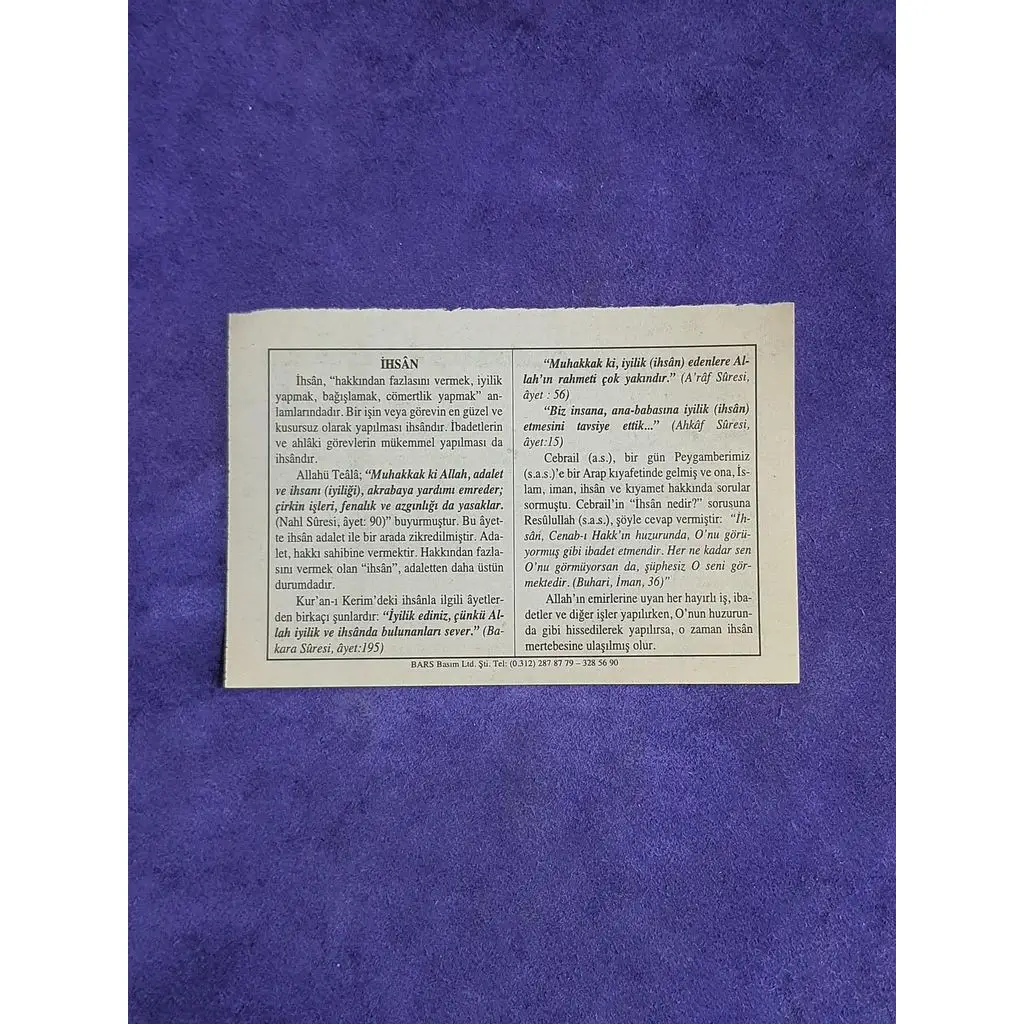 İHSÂN
İhsân, “hakkından fazlasını vermek, iyilik
yapmak, bağışlamak, cömertlik yapmak” an-
lamlarındadır. Bir işin veya görevin en güzel ve
kusursuz olarak yapılması ihsândır. İbadetlerin
ve ahlâki görevlerin mükemmel yapılması da
ihsândır.
Allahü Teâlâ; “Muhakkak ki Allah, adalet
ve ihsanı (iyiliği), akrabaya yardımı emreder;
çirkin işleri, fenalık ve azgınlığı da yasaklar.
(Nahl Sûresi, âyet: 90)” buyurmuştur. Bu âyet-
te ihsân adalet ile bir arada zikredilmiştir. Ada-
let, hakkı sahibine vermektir. Hakkından fazla-
sını vermek olan “ihsân”, adaletten daha üstün
durumdadır.
Kur'an-ı Kerim'deki ihsânla ilgili âyetler-
den birkaçı şunlardır: “İyilik ediniz, çünkü Al-
lah iyilik ve ihsânda bulunanları sever.” (Ba-
kara Sûresi, âyet:195)
“Muhakkak ki, iyilik (ihsân) edenlere Al-
lah'ın rahmeti çok yakındır.” (A'râf Sûresi,
âyet : 56)
“Biz insana, ana-babasına iyilik (ihsân)
etmesini tavsiye ettik...” (Ahkâf Sûresi,
âyet:15)
Cebrail (a.s.), bir gün Peygamberimiz
(s.a.s.)'e bir Arap kıyafetinde gelmiş ve ona, İs-
lam, iman, ihsân ve kıyamet hakkında sorular
sormuştu. Cebrail'in “İhsân nedir?” sorusuna
Resûlullah (s.a.s.), şöyle cevap vermiştir: “İh-
sân, Cenab-ı Hakk'ın huzurunda, O'nu görü-
yormuş gibi ibadet etmendir. Her ne kadar sen
O'nu görmüyorsan da, şüphesiz O seni gör-
mektedir. (Buhari, İman, 36)”
Allah'ın emirlerine uyan her hayırlı iş, iba-
detler ve diğer işler yapılırken, O'nun huzurun-
da gibi hissedilerek yapılırsa, o zaman ihsân
mertebesine ulaşılmış olur.
BARS Basım Ltd. Şti. Tel: (0.312) 287 87 79 – 328 56 90